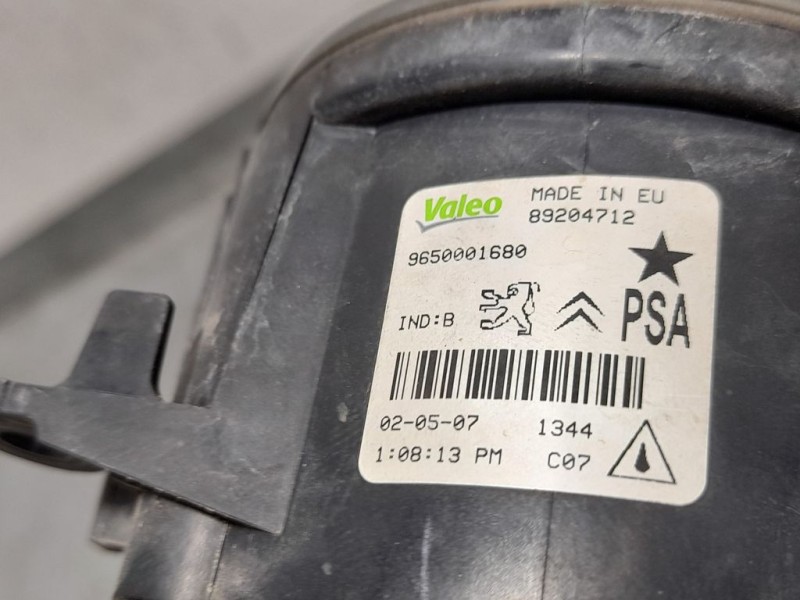 Valeo MADE IN EU
89204712
9650001680
IND:B PSA
02-05-07 1344
1:08:13 PM C07